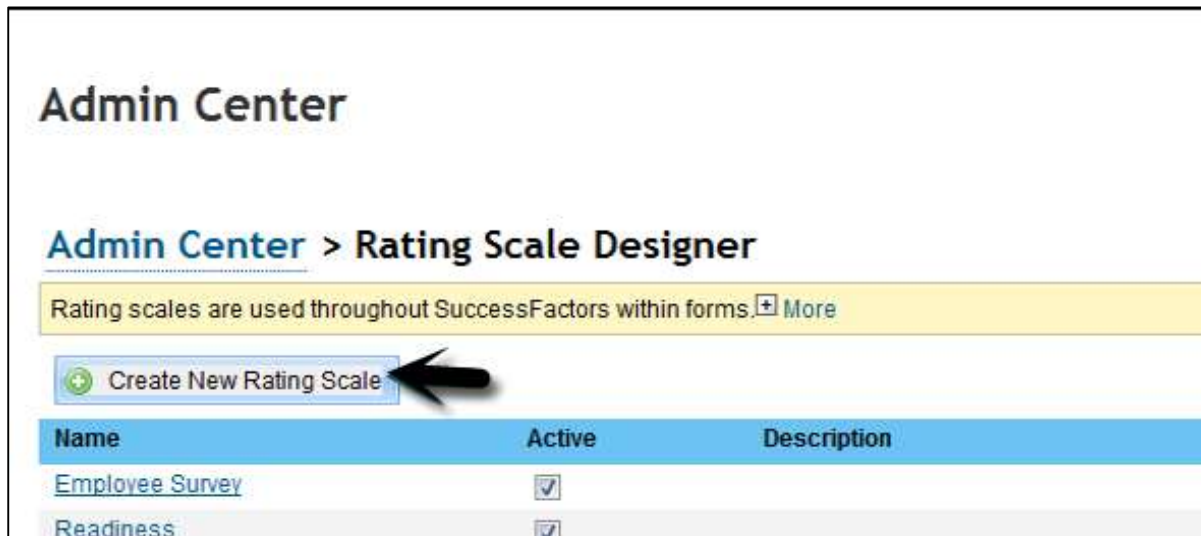 Admin Center
Admin Center > Rating Scale Designer
Rating scales are used throughout SuccessFactors within forms. More
Create New Rating Scale
Name Active Description
Employee Survey
Readiness